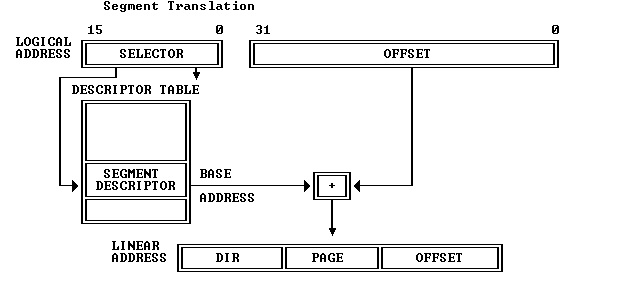 Segment Translation
15 0 31 0
LOGICAL
ADDRESS
SELECTOR OFFSET
DESCRIPTOR TABLE
SEGMENT
DESCRIPTOR
BASE
ADDRESS
+
LINEAR
ADDRESS
DIR PAGE OFFSET